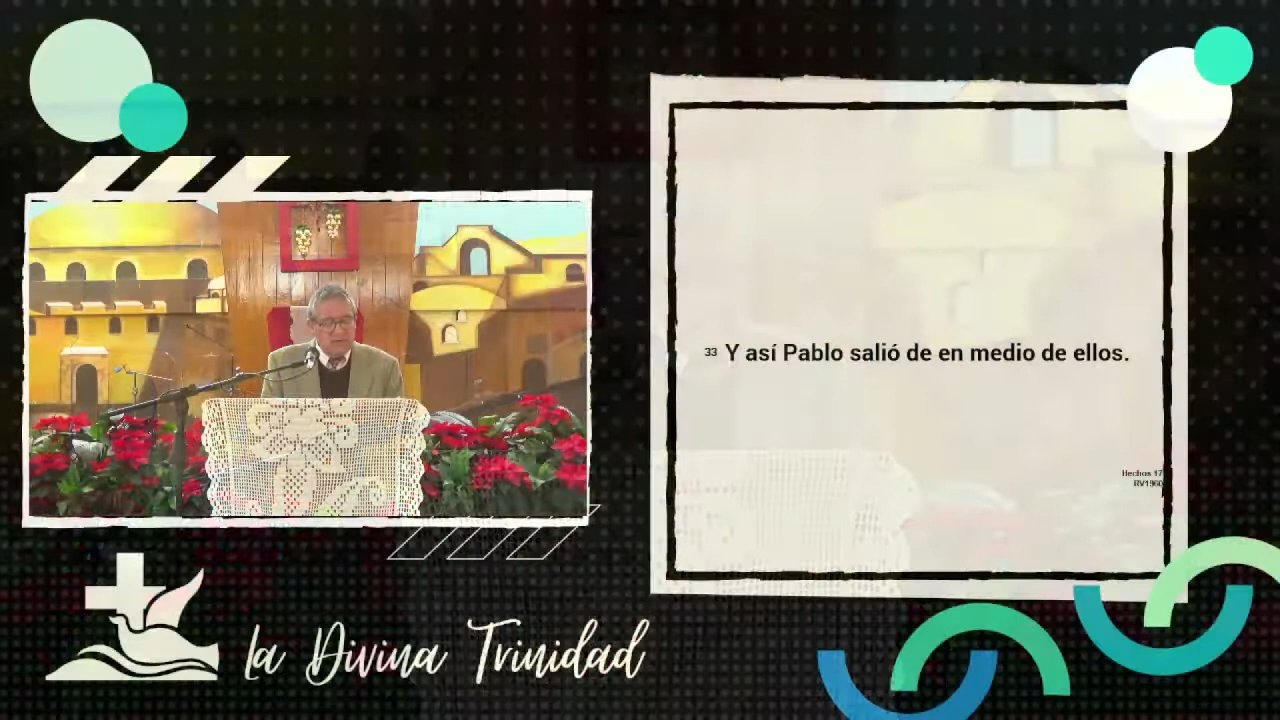 33 Y así Pablo salió de en medio de ellos.
Hechos 17
RV1960
la Divina Trinidad